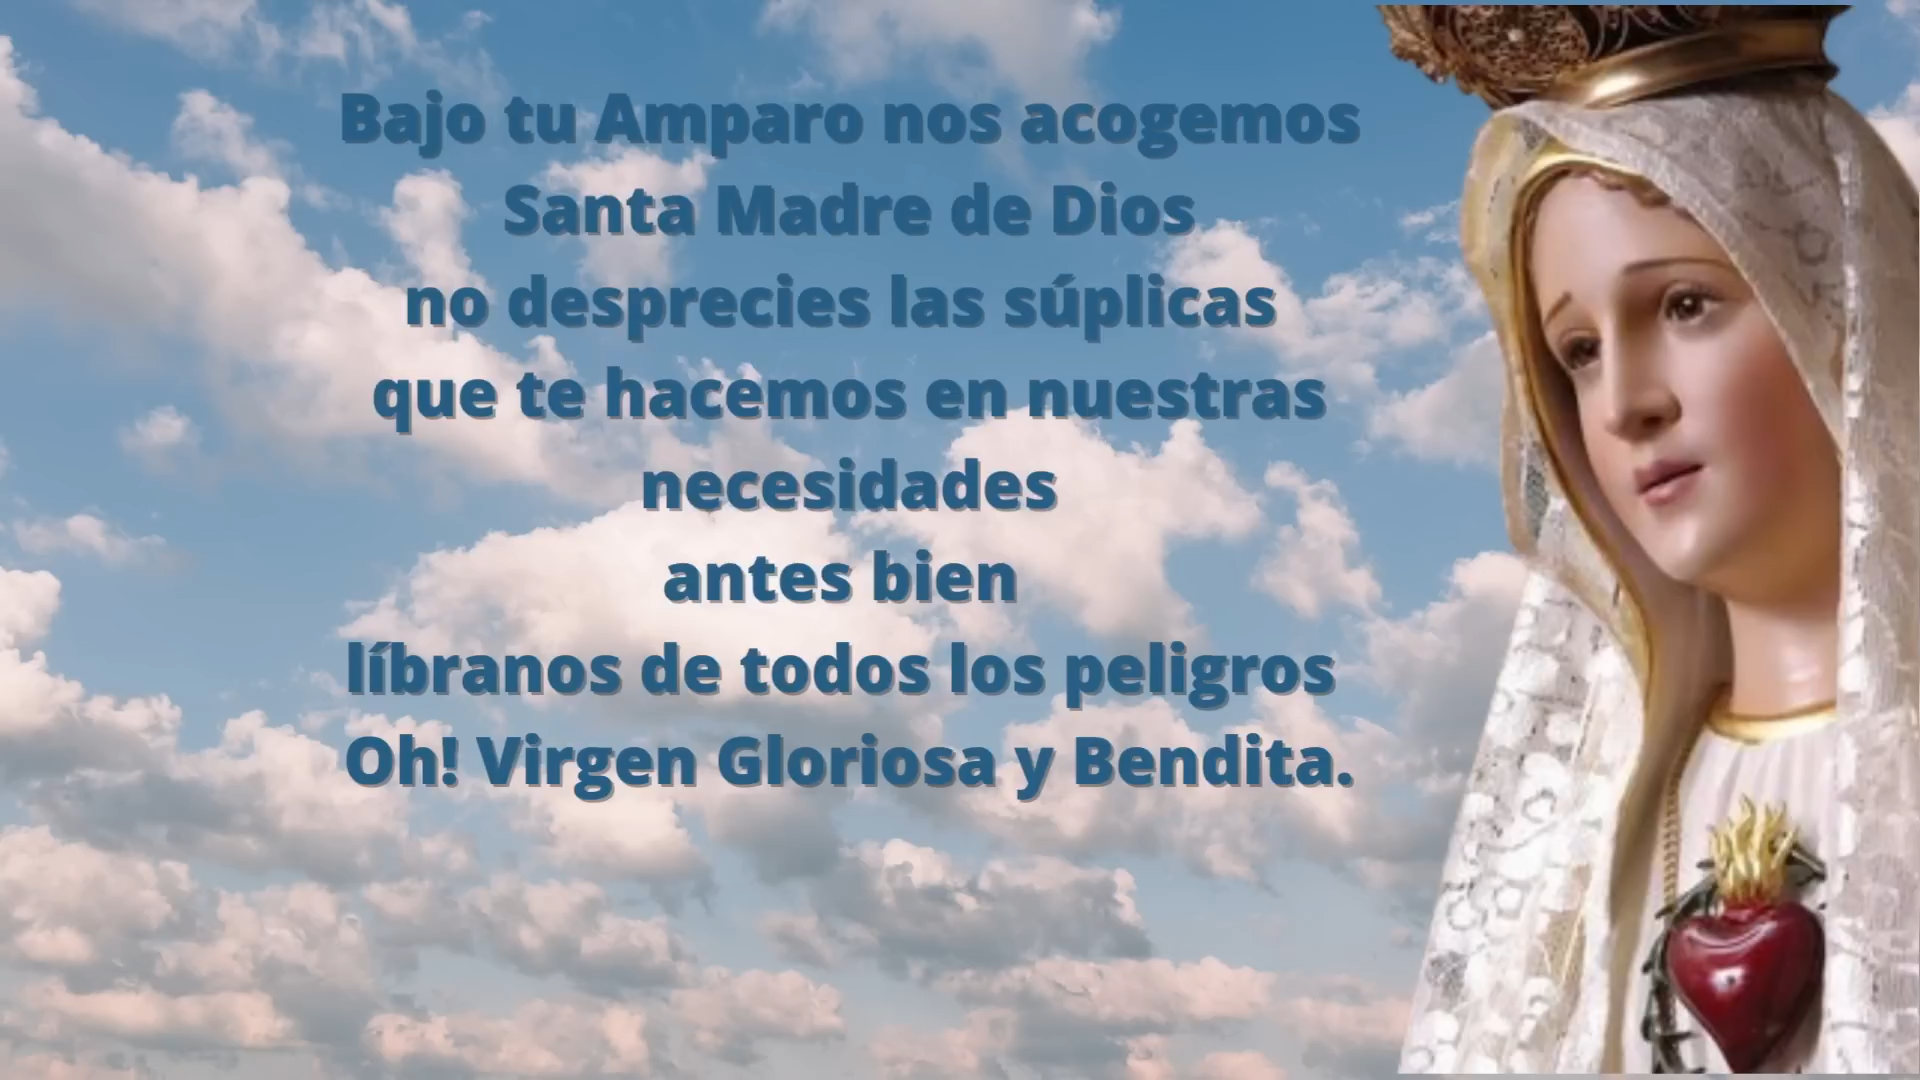 Bajo tu Amparo nos acogemos
Santa Madre de Dios
no desprecies las súplicas
que te hacemos en nuestras
necesidades
antes bien
líbranos de todos los peligros
Oh! Virgen Gloriosa y Bendita.